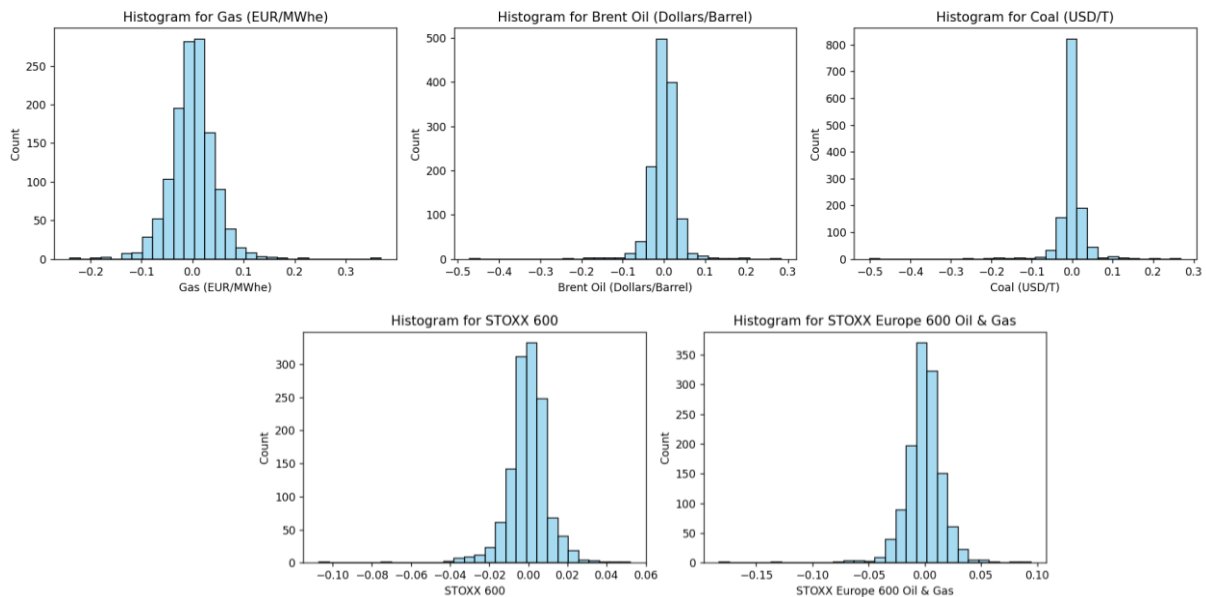 Histogram for Gas (EUR/MWhe)
Count
250
200
150
100
50
0
−0.2 −0.1 0.0 0.1 0.2 0.3
Gas (EUR/MWhe)
Histogram for Brent Oil (Dollars/Barrel)
Count
500
400
300
200
100
0
−0.5 −0.4 −0.3 −0.2 −0.1 0.0 0.1 0.2 0.3
Brent Oil (Dollars/Barrel)
Histogram for Coal (USD/T)
Count
800
700
600
500
400
300
200
100
0
−0.5 −0.4 −0.3 −0.2 −0.1 0.0 0.1 0.2 0.3
Coal (USD/T)
Histogram for STOXX 600
Count
300
250
200
150
100
50
0
−0.10 −0.08 −0.06 −0.04 −0.02 0.00 0.02 0.04 0.06
STOXX 600
Histogram for STOXX Europe 600 Oil & Gas
Count
350
300
250
200
150
100
50
0
−0.15 −0.10 −0.05 0.00 0.05 0.10
STOXX Europe 600 Oil & Gas